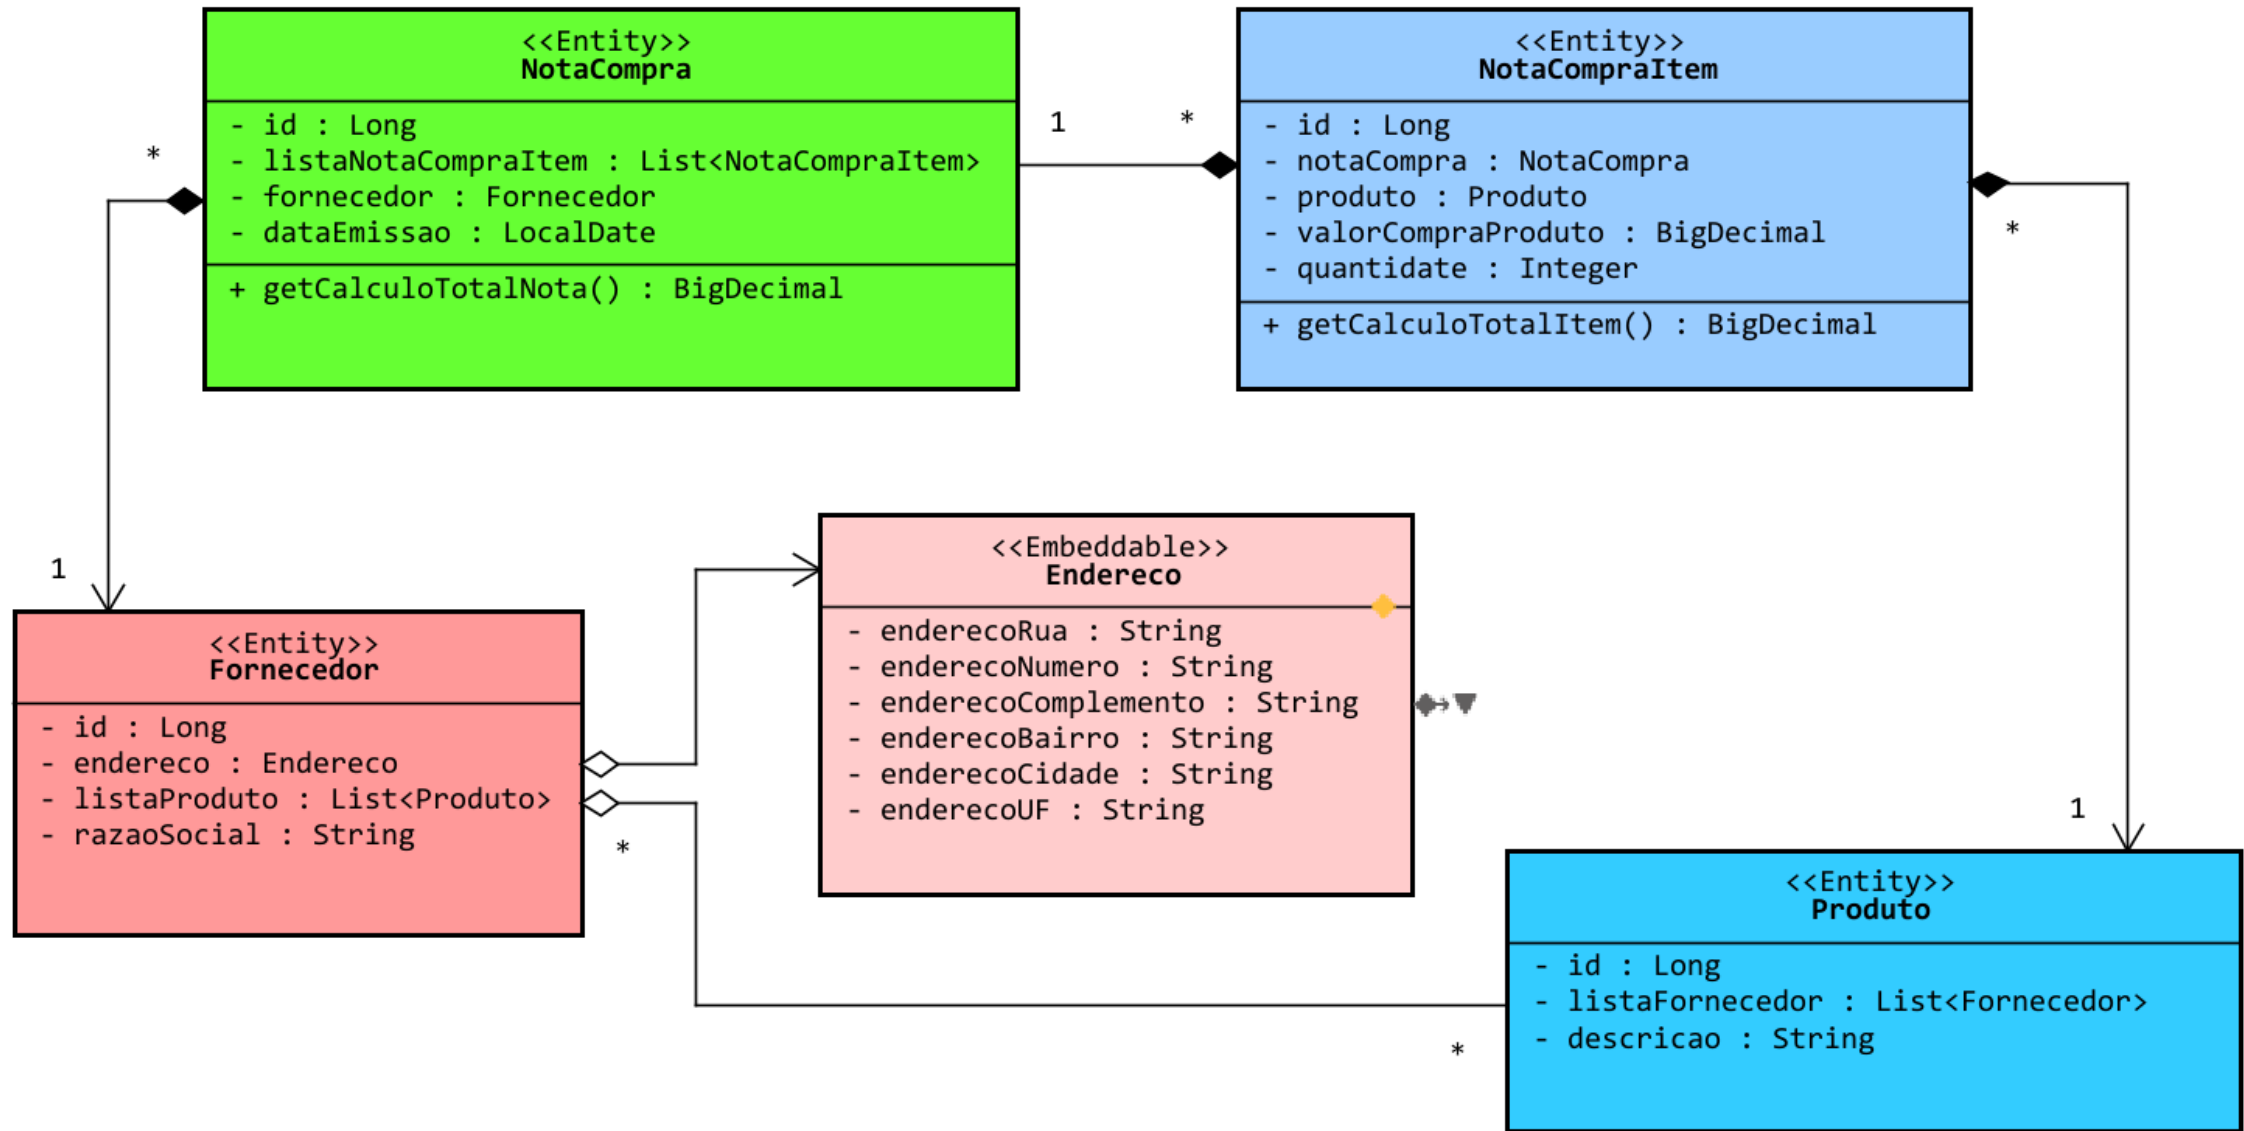 <<Entity>>
NotaCompra
- id : Long
- listaNotaCompraItem : List<NotaCompraItem>
- fornecedor : Fornecedor
- dataEmissao : LocalDate
+ getCalculoTotalNota() : BigDecimal
*
1
1
*
<<Entity>>
NotaCompraItem
- id : Long
- notaCompra : NotaCompra
- produto : Produto
- valorCompraProduto : BigDecimal
- quantidate : Integer
+ getCalculoTotalItem() : BigDecimal
*
1
<<Entity>>
Fornecedor
- id : Long
- endereco : Endereco
- listaProduto : List<Produto>
- razaoSocial : String
*
<<Embeddable>>
Endereco
- enderecoRua : String
- enderecoNumero : String
- enderecoComplemento : String
- enderecoBairro : String
- enderecoCidade : String
- enderecoUF : String
*
<<Entity>>
Produto
- id : Long
- listaFornecedor : List<Fornecedor>
- descricao : String